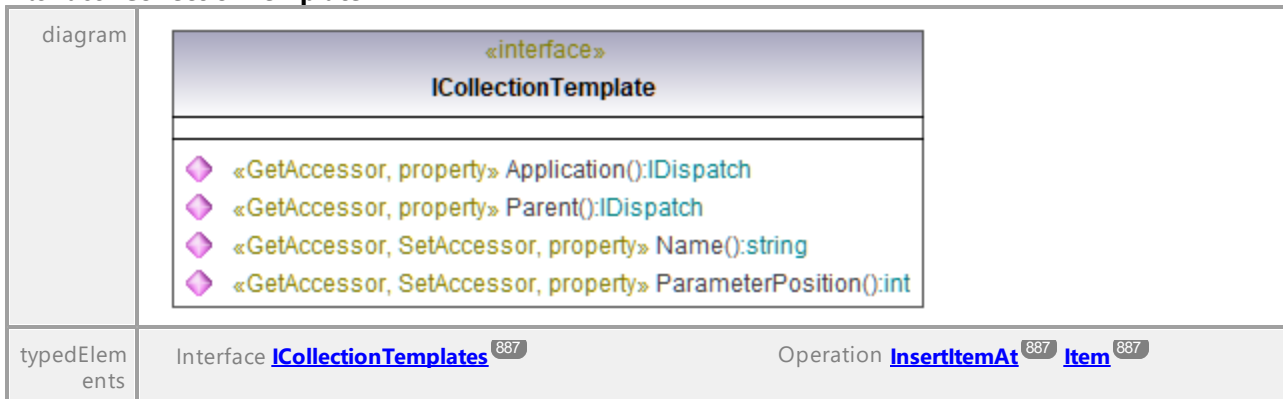 diagram
«interface»
ICollectionTemplate
«GetAccessor, property» Application():IDispatch
«GetAccessor, property» Parent():IDispatch
«GetAccessor, SetAccessor, property» Name():string
«GetAccessor, SetAccessor, property» ParameterPosition():int
typedElem
ents
Interface ICollectionTemplates 887 Operation InsertItemAt 887 Item 887